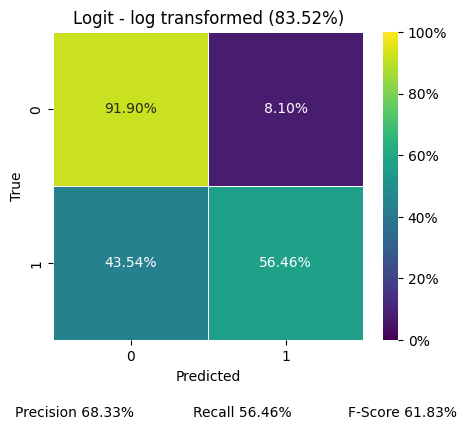 Logit - log transformed (83.52%)
100%
0 91.90% 8.10%
80%
60%
True
1 43.54% 56.46%
40%
20%
0%
0 1
Predicted
Precision 68.33% Recall 56.46% F-Score 61.83%